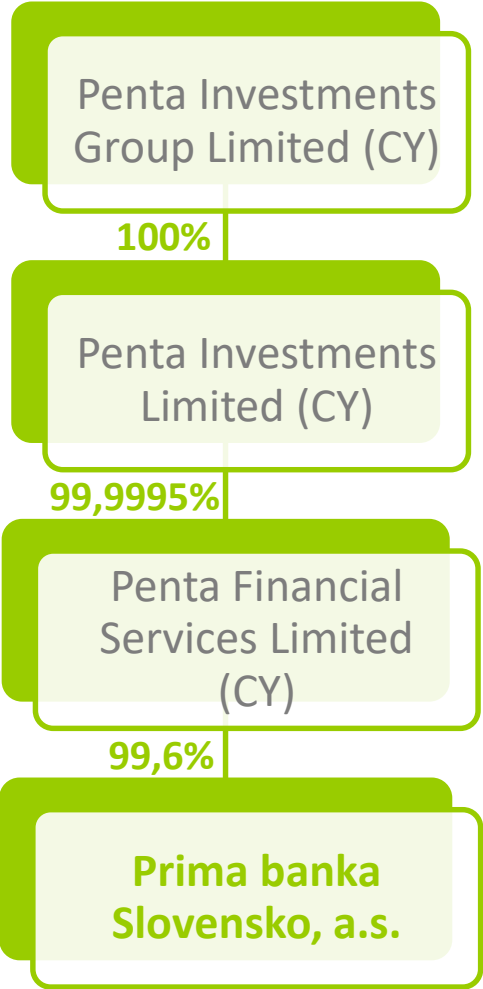 Penta Investments
Group Limited (CY)
100%
Penta Investments
Limited (CY)
99,9995%
Penta Financial
Services Limited
(CY)
99,6%
Prima banka
Slovensko, a.s.